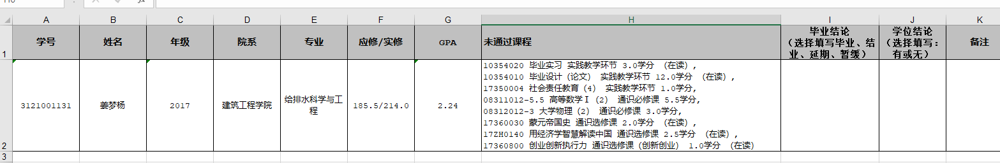 A B C D E F G H I J K
1
学号
姓名
年级
院系
专业
应修/实修
GPA
未通过课程
毕业结论
（选择填写毕业、结
业、延期、暂缓）
学位结论
（选择填写：
有或无）
备注
2
3121001131
姜梦杨
2017
建筑工程学院
给排水科学与工
程
185.5/214.0
2.24
10354020 毕业实习 实践教学环节 3.0学分 （在读）,
10354010 毕业设计（论文） 实践教学环节 12.0学分 （在读）,
17350004 社会责任教育（4） 实践教学环节 1.0学分,
08311012-5.5 高等数学Ⅰ（2） 通识必修课 5.5学分,
08312012-3 大学物理（2） 通识必修课 3.0学分,
17360030 蒙元帝国史 通识选修课 2.0学分 （在读）,
17ZH0140 用经济学智慧解读中国 通识选修课 2.5学分 （在读）,
17360800 创业创新执行力 通识选修课（创新创业） 1.0学分 （在读）
3